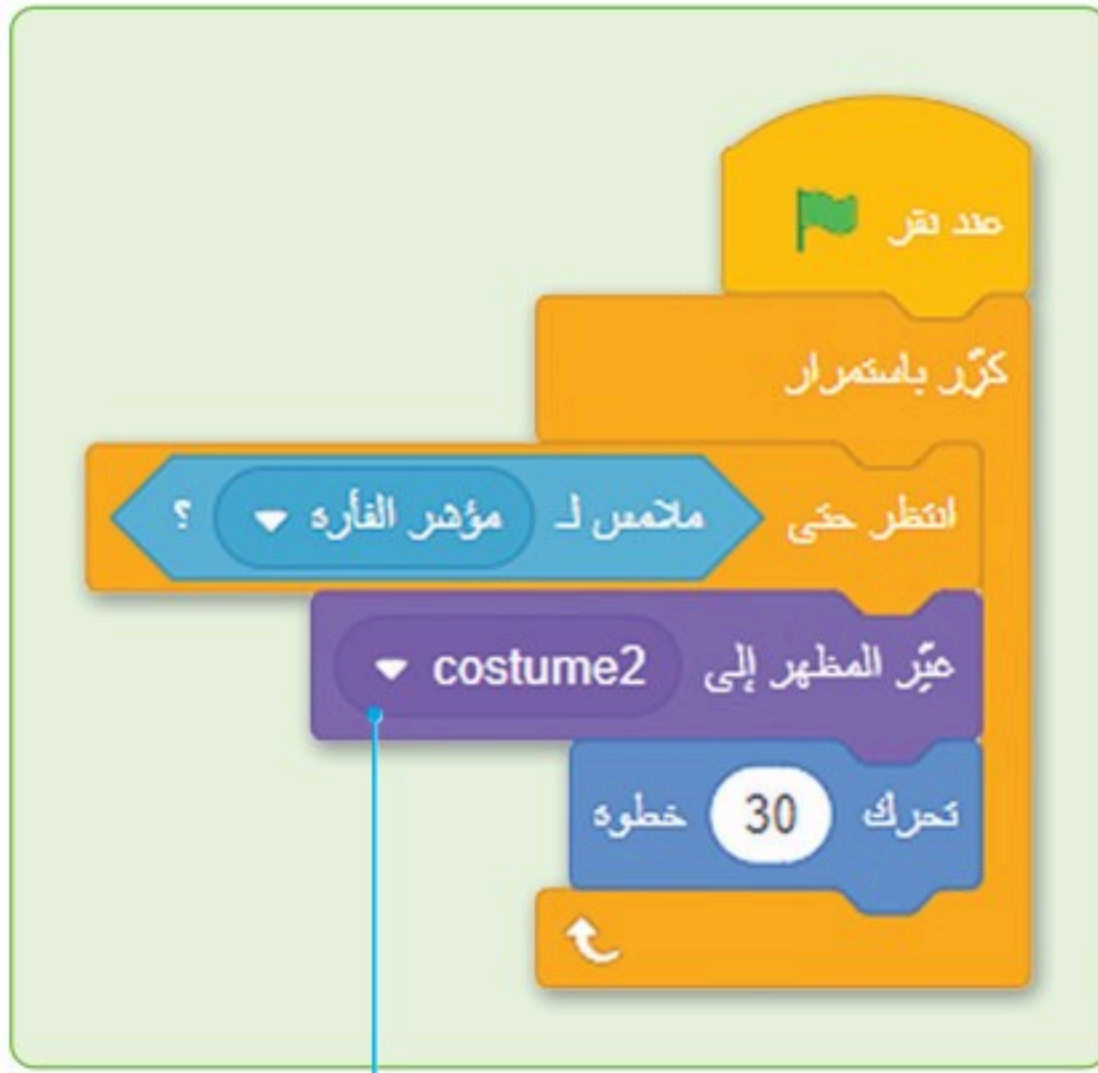 عند نقر
كرّر باستمرار
انتظر حتى ملامس لـ مؤشر الفأرة ؟
غيّر المظهر إلى costume2
تحرك 30 خطوة